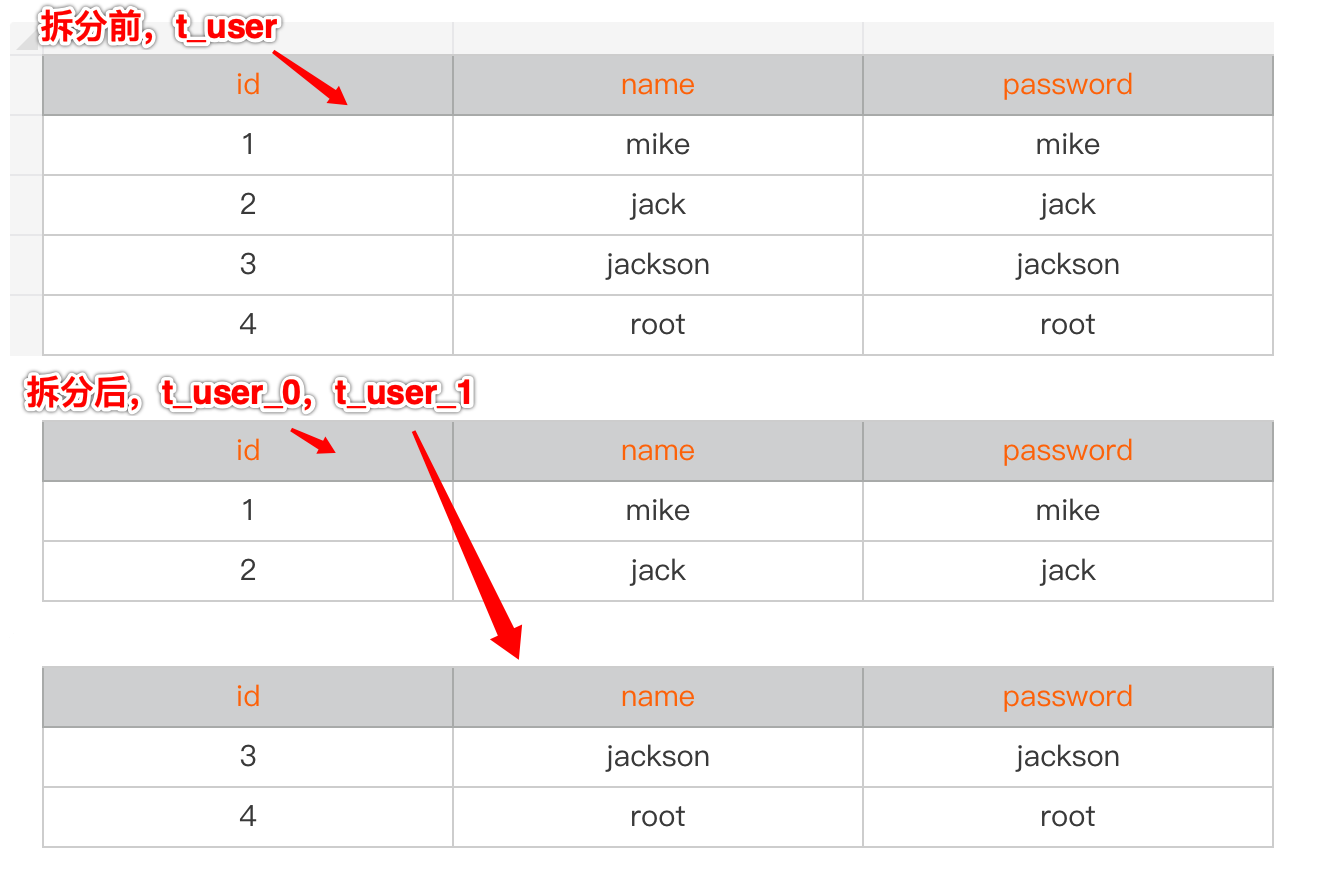 拆分前，t_user
id name password
1 mike mike
2 jack jack
3 jackson jackson
4 root root
拆分后，t_user_0，t_user_1
id name password
1 mike mike
2 jack jack
id name password
3 jackson jackson
4 root root